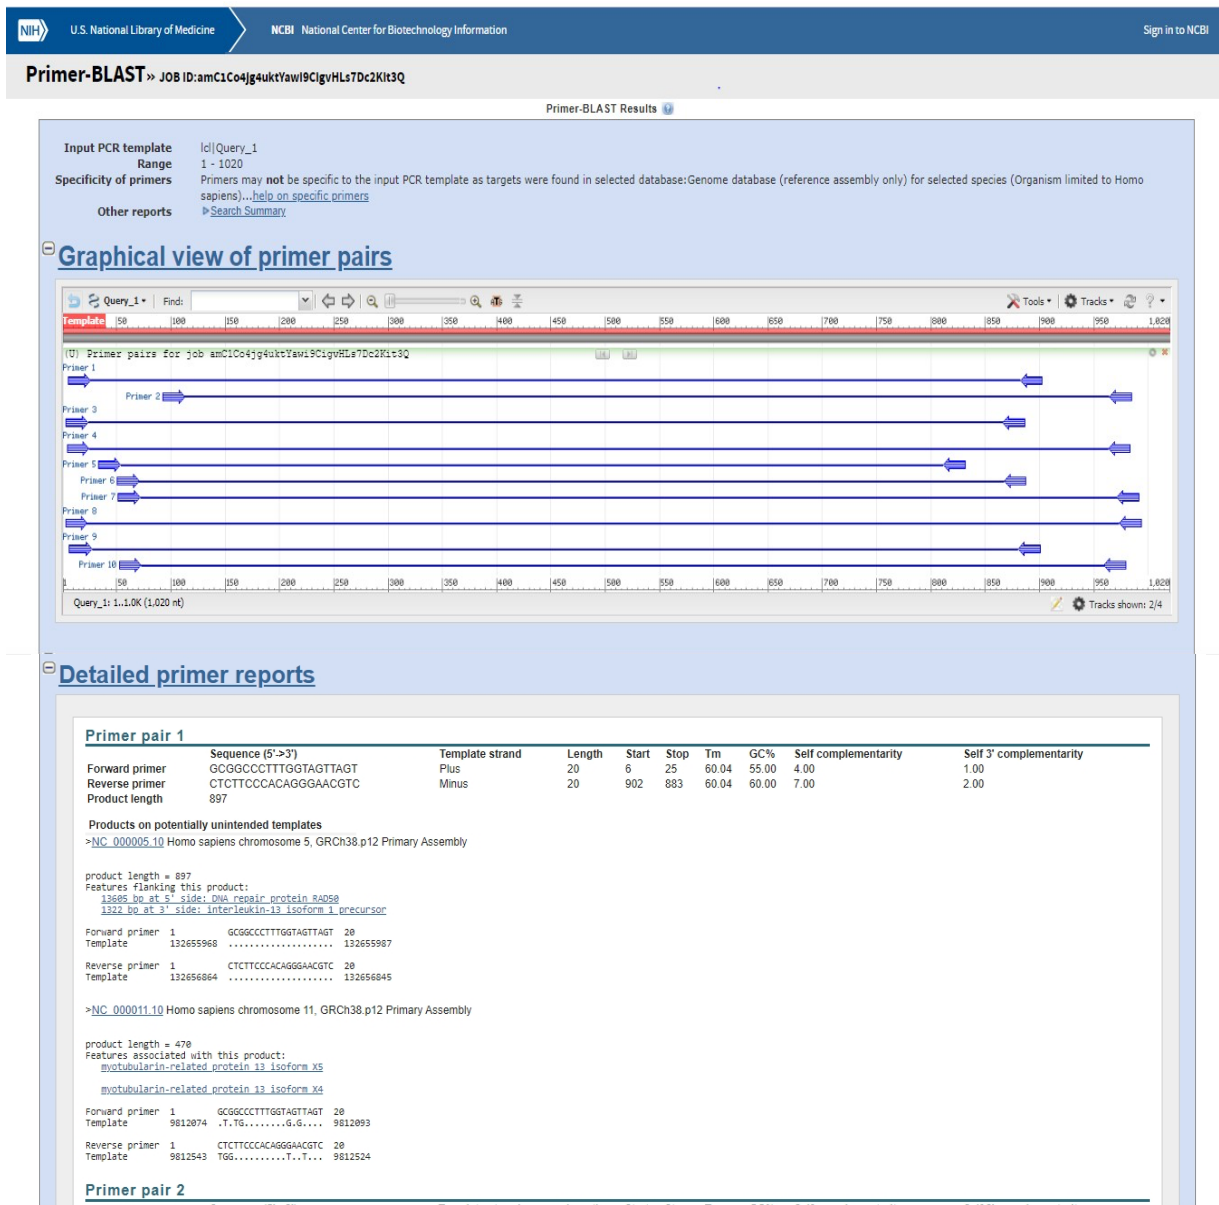 NIH U.S. National Library of Medicine NCBI National Center for Biotechnology Information Sign in to NCBI
Primer-BLAST » JOB ID:amC1Co4jg4uktYawi9CigvHLs7Dc2Kit3Q
Primer-BLAST Results
Input PCR template lcl|Query_1
Range 1 - 1020
Specificity of primers Primers may not be specific to the input PCR template as targets were found in selected database:Genome database (reference assembly only) for selected species (Organism limited to Homo
sapiens)...help on specific primers
Other reports Search Summary
Graphical view of primer pairs
Query_1 Find: Tools Tracks ?
Template 50 100 150 200 250 300 350 400 450 500 550 600 650 700 750 800 850 900 950 1,020
(U) Primer pairs for job amC1Co4jg4uktYawi9CigvHLs7Dc2Kit3Q
Primer 1
Primer 2
Primer 3
Primer 4
Primer 5
Primer 6
Primer 7
Primer 8
Primer 9
Primer 10
1 50 100 150 200 250 300 350 400 450 500 550 600 650 700 750 800 850 900 950 1,020
Query_1: 1..1.0K (1,020 nt) Tracks shown: 2/4
Detailed primer reports
Primer pair 1
Sequence (5'->3') Template strand Length Start Stop Tm GC% Self complementarity Self 3' complementarity
Forward primer GCGGCCCTTTGGTAGTTAGT Plus 20 6 25 60.04 55.00 4.00 1.00
Reverse primer CTCTTCCCACAGGGAACGTC Minus 20 902 883 60.04 60.00 7.00 2.00
Product length 897
Products on potentially unintended templates
>NC_000005.10 Homo sapiens chromosome 5, GRCh38.p12 Primary Assembly
product length = 897
Features flanking this product:
13605 bp at 5' side: DNA repair protein RAD50
1322 bp at 3' side: interleukin-13 isoform 1 precursor
Forward primer 1 GCGGCCCTTTGGTAGTTAGT 20
Template 132655968 .................... 132655987
Reverse primer 1 CTCTTCCCACAGGGAACGTC 20
Template 132656864 .................... 132656845
>NC_000011.10 Homo sapiens chromosome 11, GRCh38.p12 Primary Assembly
product length = 470
Features associated with this product:
myotubularin-related protein 13 isoform X5
myotubularin-related protein 13 isoform X4
Forward primer 1 GCGGCCCTTTGGTAGTTAGT 20
Template 9812074 .T.TG........G.G.... 9812093
Reverse primer 1 CTCTTCCCACAGGGAACGTC 20
Template 9812543 TGG..........T..T... 9812524
Primer pair 2